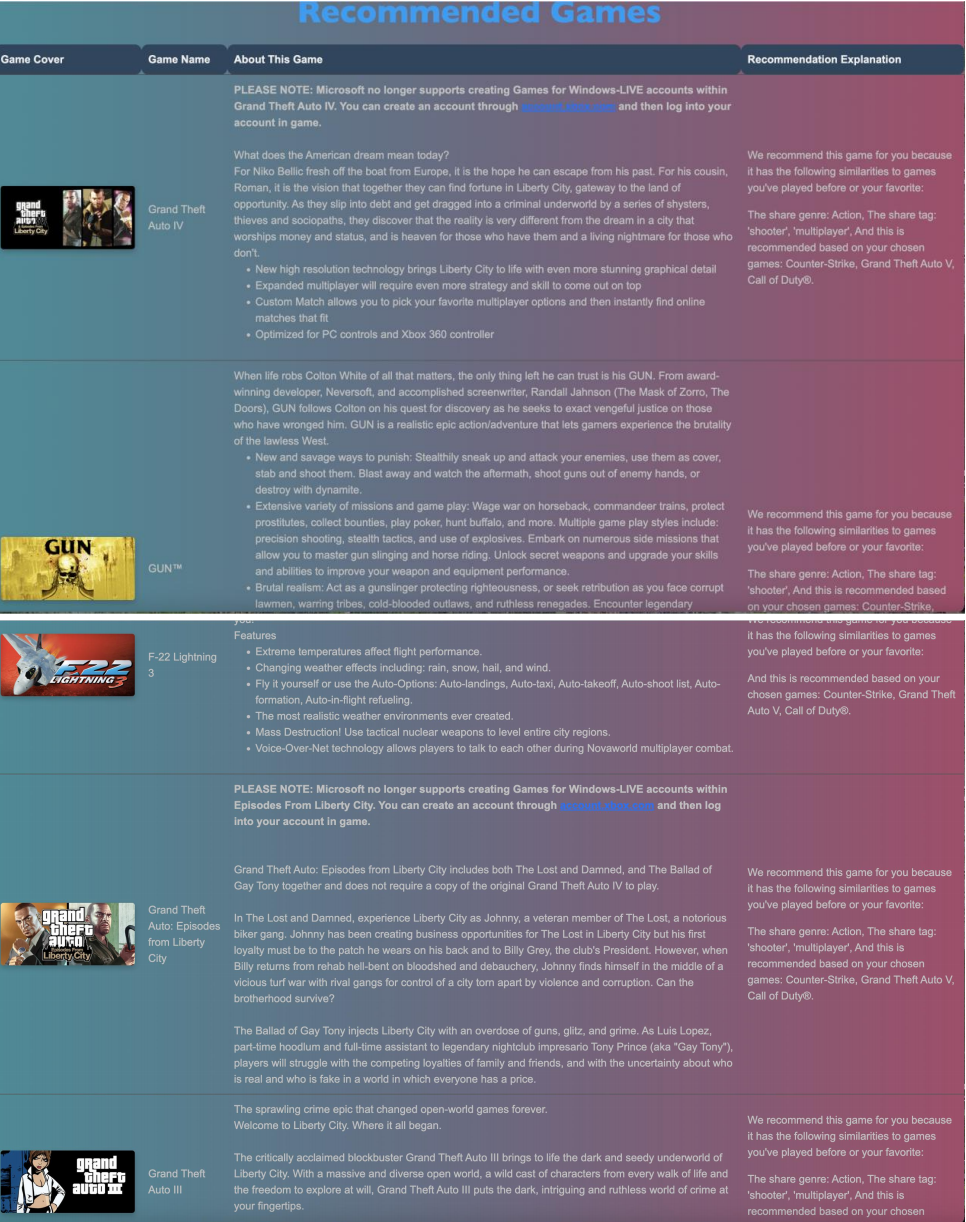 Recommended Games
Game Cover
Game Name
About This Game
Recommendation Explanation
PLEASE NOTE: Microsoft no longer supports creating Games for Windows-LIVE accounts within
Grand Theft Auto IV. You can create an account through account.xbox.com and then log into your
account in game.
What does the American dream mean today?
For Niko Bellic fresh off the boat from Europe, it is the hope he can escape from his past. For his cousin,
Roman, it is the vision that together they can find fortune in Liberty City, gateway to the land of
opportunity. As they slip into debt and get dragged into a criminal underworld by a series of shysters,
thieves and sociopaths, they discover that the reality is very different from the dream in a city that
worships money and status, and is heaven for those who have them and a living nightmare for those who
don't.
• New high resolution technology brings Liberty City to life with even more stunning graphical detail
• Expanded multiplayer will require even more strategy and skill to come out on top
• Custom Match allows you to pick your favorite multiplayer options and then instantly find online
matches that fit
• Optimized for PC controls and Xbox 360 controller
grand
theft
auto IV
Liberty City
Grand Theft
Auto IV
We recommend this game for you because
it has the following similarities to games
you've played before or your favorite:
The share genre: Action, The share tag:
'shooter', 'multiplayer', And this is
recommended based on your chosen
games: Counter-Strike, Grand Theft Auto V,
Call of Duty®.
When life robs Colton White of all that matters, the only thing left he can trust is his GUN. From award-
winning developer, Neversoft, and accomplished screenwriter, Randall Jahnson (The Mask of Zorro, The
Doors), GUN follows Colton on his quest for discovery as he seeks to exact vengeful justice on those
who have wronged him. GUN is a realistic epic action/adventure that lets gamers experience the brutality
of the lawless West.
• New and savage ways to punish: Stealthily sneak up and attack your enemies, use them as cover,
stab and shoot them. Blast away and watch the aftermath, shoot guns out of enemy hands, or
destroy with dynamite.
• Extensive variety of missions and game play: Wage war on horseback, commandeer trains, protect
prostitutes, collect bounties, play poker, hunt buffalo, and more. Multiple game play styles include:
precision shooting, stealth tactics, and use of explosives. Embark on numerous side missions that
allow you to master gun slinging and horse riding. Unlock secret weapons and upgrade your skills
and abilities to improve your weapon and equipment performance.
• Brutal realism: Act as a gunslinger protecting righteousness, or seek retribution as you face corrupt
lawmen, warring tribes, cold-blooded outlaws, and ruthless renegades. Encounter legendary
GUN
GUN™
We recommend this game for you because
it has the following similarities to games
you've played before or your favorite:
The share genre: Action, The share tag:
'shooter', And this is recommended based
on your chosen games: Counter-Strike,
F-22
LIGHTNING 3
F-22 Lightning
3
you.
Features
• Extreme temperatures affect flight performance.
• Changing weather effects including: rain, snow, hail, and wind.
• Fly it yourself or use the Auto-Options: Auto-landings, Auto-taxi, Auto-takeoff, Auto-shoot list, Auto-
formation, Auto-in-flight refueling.
• The most realistic weather environments ever created.
• Mass Destruction! Use tactical nuclear weapons to level entire city regions.
• Voice-Over-Net technology allows players to talk to each other during Novaworld multiplayer combat.
We recommend this game for you because
it has the following similarities to games
you've played before or your favorite:
And this is recommended based on your
chosen games: Counter-Strike, Grand Theft
Auto V, Call of Duty®.
PLEASE NOTE: Microsoft no longer supports creating Games for Windows-LIVE accounts within
Episodes From Liberty City. You can create an account through account.xbox.com and then log
into your account in game.
Grand Theft Auto: Episodes from Liberty City includes both The Lost and Damned, and The Ballad of
Gay Tony together and does not require a copy of the original Grand Theft Auto IV to play.
In The Lost and Damned, experience Liberty City as Johnny, a veteran member of The Lost, a notorious
biker gang. Johnny has been creating business opportunities for The Lost in Liberty City but his first
loyalty must be to the patch he wears on his back and to Billy Grey, the club's President. However, when
Billy returns from rehab hell-bent on bloodshed and debauchery, Johnny finds himself in the middle of a
vicious turf war with rival gangs for control of a city torn apart by violence and corruption. Can the
brotherhood survive?
The Ballad of Gay Tony injects Liberty City with an overdose of guns, glitz, and grime. As Luis Lopez,
part-time hoodlum and full-time assistant to legendary nightclub impresario Tony Prince (aka "Gay Tony"),
players will struggle with the competing loyalties of family and friends, and with the uncertainty about who
is real and who is fake in a world in which everyone has a price.
grand
theft
auto
Episodes From
Liberty City
Grand Theft
Auto: Episodes
from Liberty
City
We recommend this game for you because
it has the following similarities to games
you've played before or your favorite:
The share genre: Action, The share tag:
'shooter', 'multiplayer', And this is
recommended based on your chosen
games: Counter-Strike, Grand Theft Auto V,
Call of Duty®.
The sprawling crime epic that changed open-world games forever.
Welcome to Liberty City. Where it all began.
The critically acclaimed blockbuster Grand Theft Auto III brings to life the dark and seedy underworld of
Liberty City. With a massive and diverse open world, a wild cast of characters from every walk of life and
the freedom to explore at will, Grand Theft Auto III puts the dark, intriguing and ruthless world of crime at
your fingertips.
grand
theft
auto III
Grand Theft
Auto III
We recommend this game for you because
it has the following similarities to games
you've played before or your favorite:
The share genre: Action, The share tag:
'shooter', 'multiplayer', And this is
recommended based on your chosen